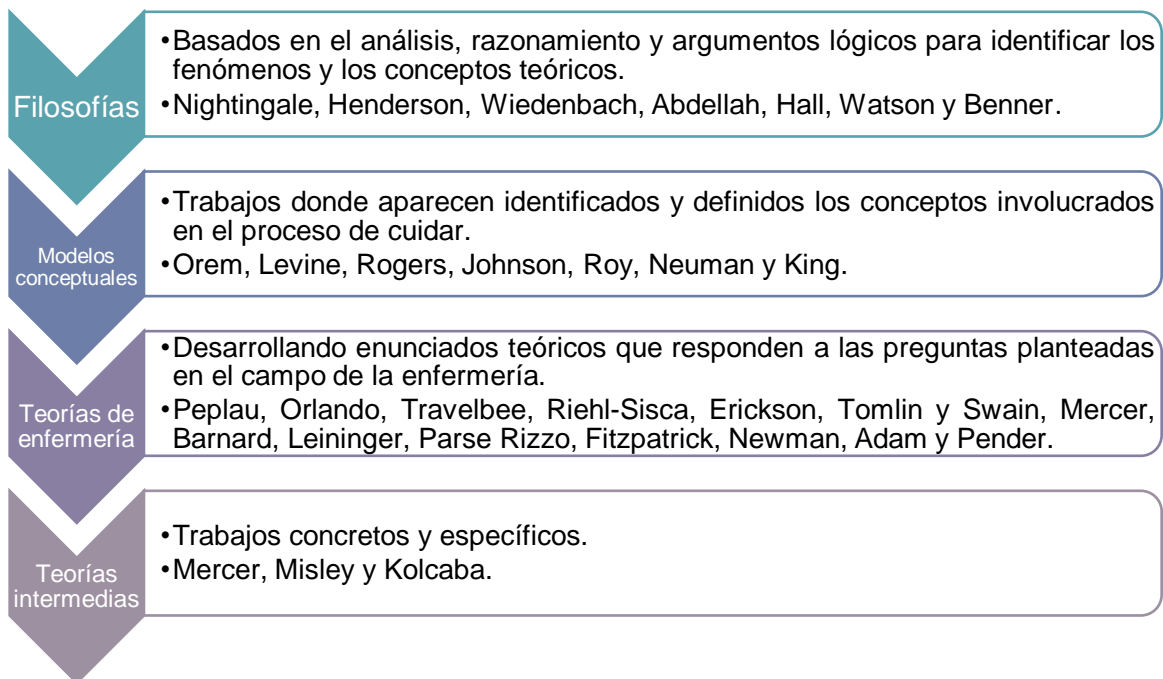 Filosofías
•Basados en el análisis, razonamiento y argumentos lógicos para identificar los
fenómenos y los conceptos teóricos.
•Nightingale, Henderson, Wiedenbach, Abdellah, Hall, Watson y Benner.
Modelos
conceptuales
•Trabajos donde aparecen identificados y definidos los conceptos involucrados
en el proceso de cuidar.
•Orem, Levine, Rogers, Johnson, Roy, Neuman y King.
Teorías de
enfermería
•Desarrollando enunciados teóricos que responden a las preguntas planteadas
en el campo de la enfermería.
•Peplau, Orlando, Travelbee, Riehl-Sisca, Erickson, Tomlin y Swain, Mercer,
Barnard, Leininger, Parse Rizzo, Fitzpatrick, Newman, Adam y Pender.
Teorías
intermedias
•Trabajos concretos y específicos.
•Mercer, Misley y Kolcaba.